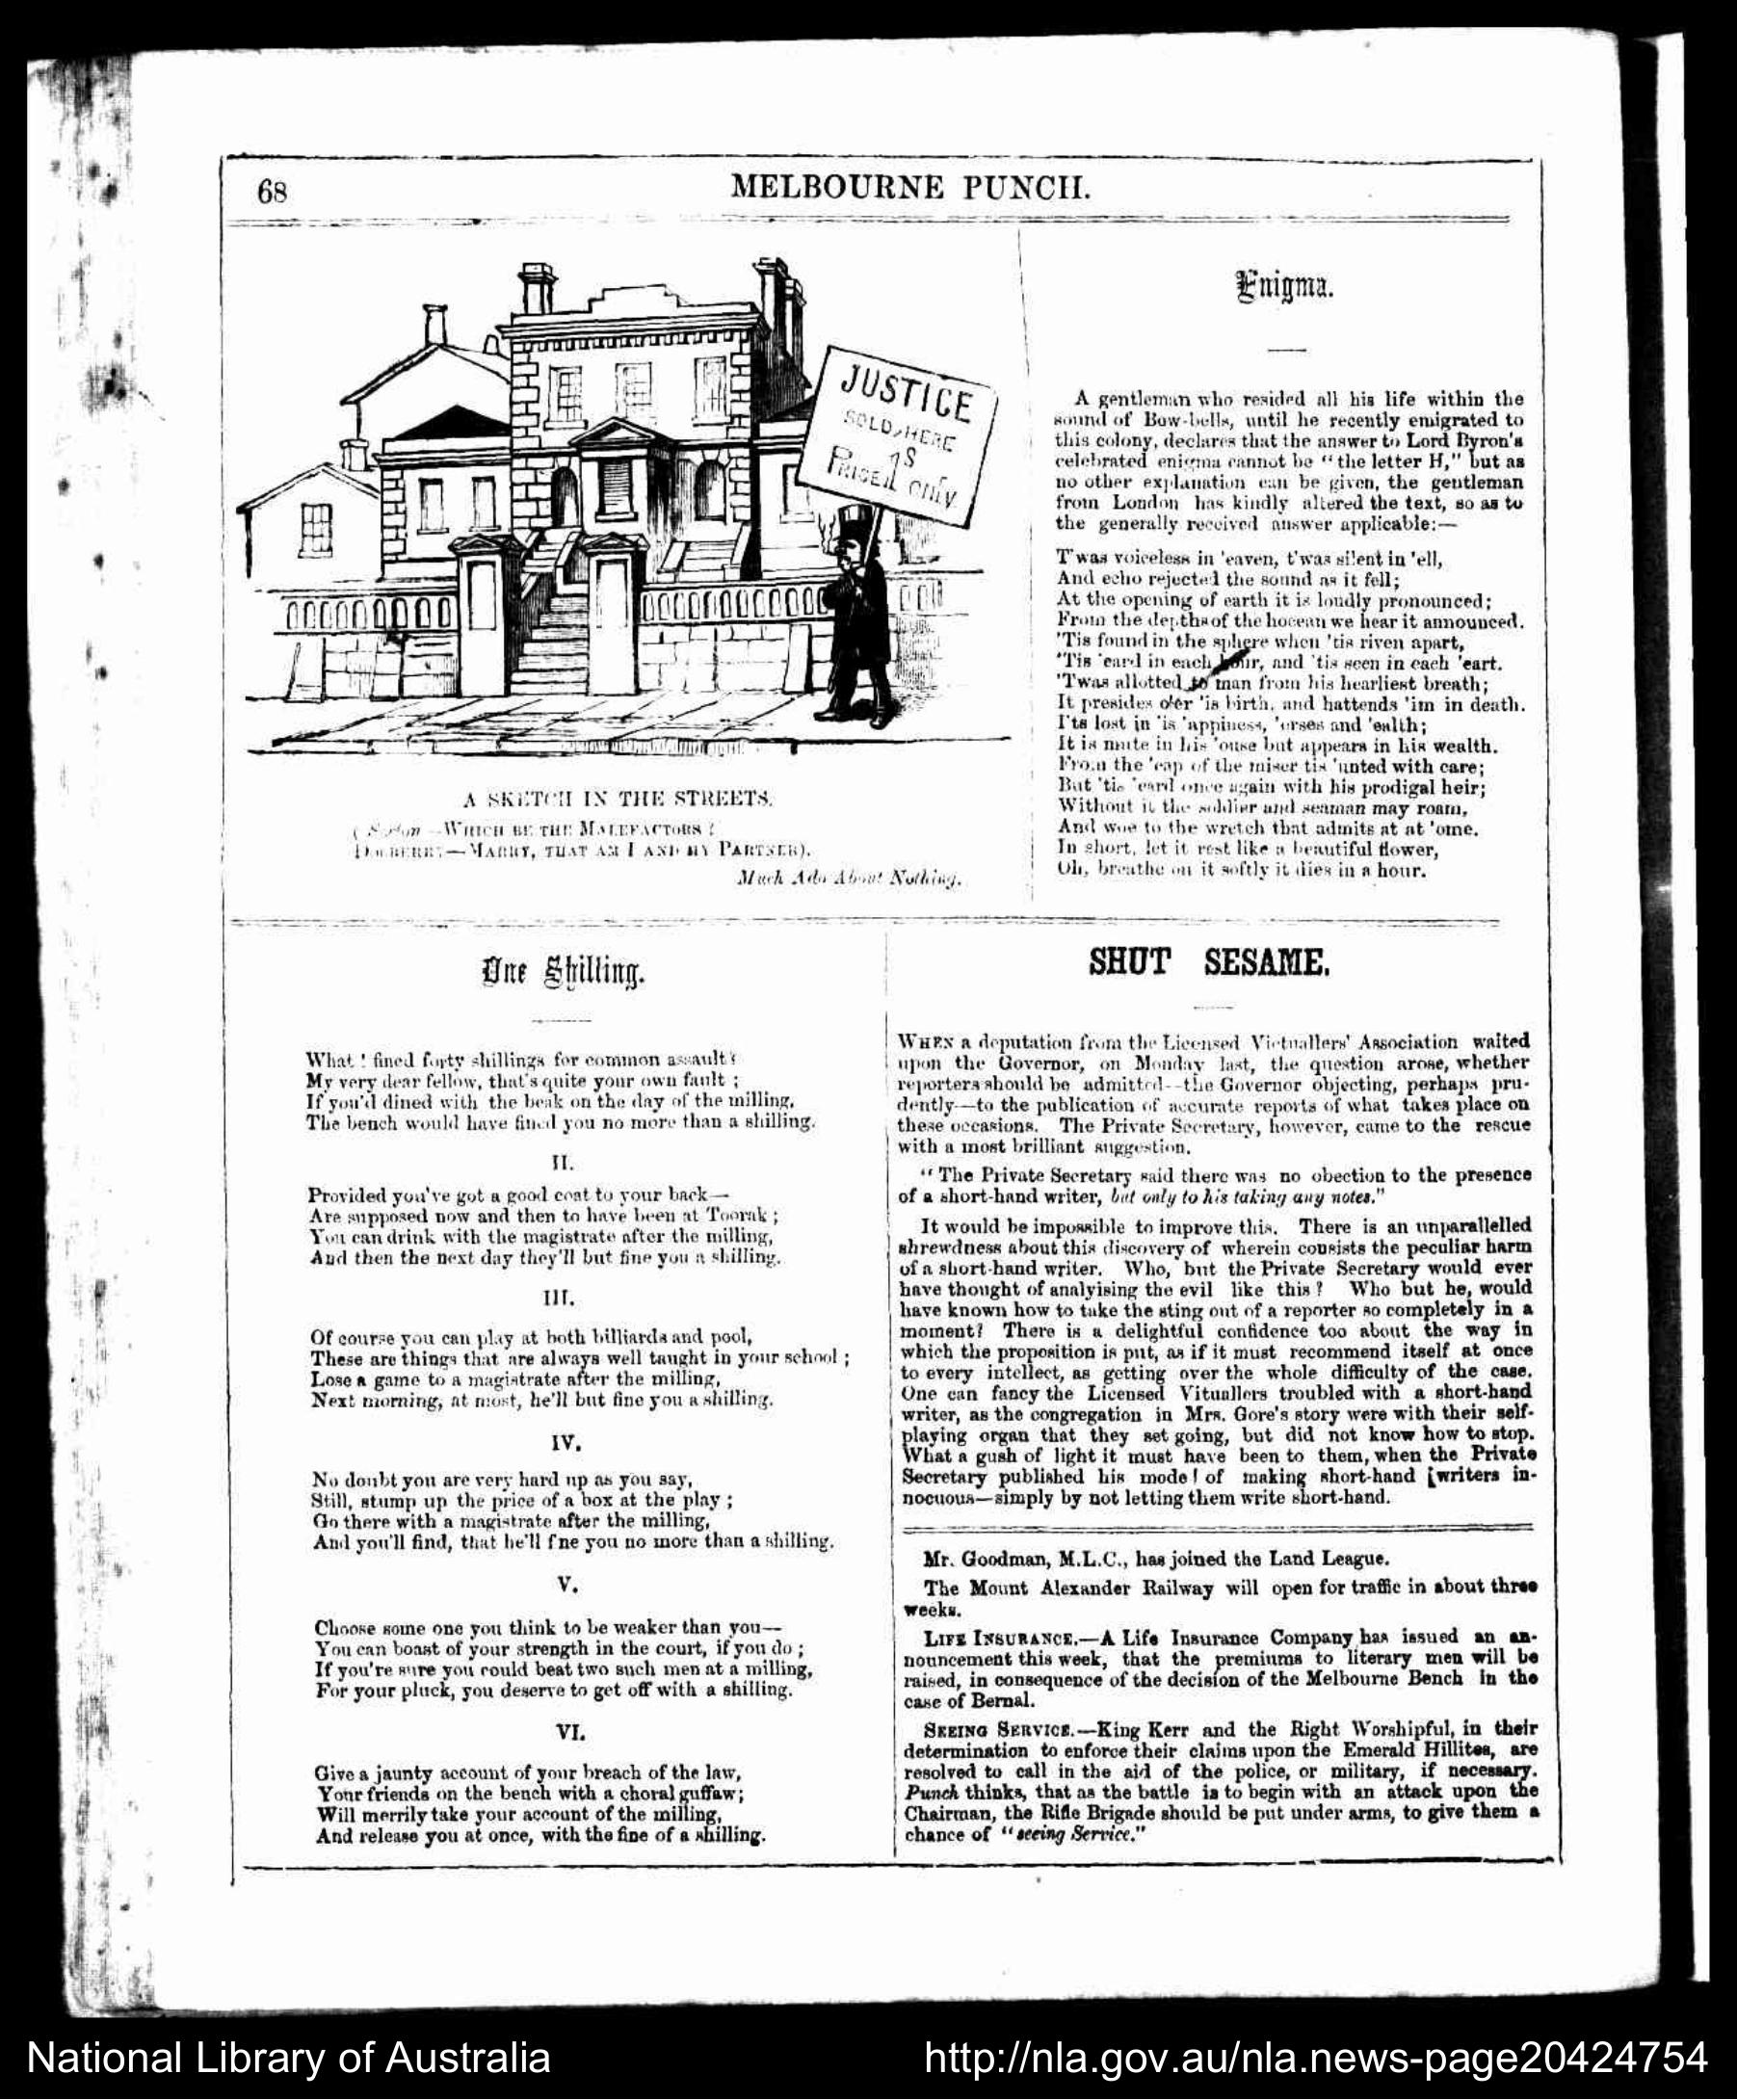 68
MELBOURNE PUNCH.
JUSTICE
SOLD HERE
PRICE 1S ONLY
A SKETCH IN THE STREETS.
(Sexton—WHICH BE THE MALEFACTORS?
DOGBERRY—MARRY, THAT AM I AND MY PARTNER).
Much Ado About Nothing.
Enigma.
A gentleman who resided all his life within the
sound of Bow-bells, until he recently emigrated to
this colony, declares that the answer to Lord Byron's
celebrated enigma cannot be "the letter H," but as
no other explanation can be given, the gentleman
from London has kindly altered the text, so as to
the generally received answer applicable:—
T'was voiceless in 'eaven, t'was silent in 'ell,
And echo rejected the sound as it fell;
At the opening of earth it is loudly pronounced;
From the depths of the hocean we hear it announced.
'Tis found in the sphere when 'tis riven apart,
'Tis 'eard in each hour, and 'tis seen in each 'eart.
'Twas allotted to man from his hearliest breath;
It presides o'er 'is birth, and hattends 'im in death.
I'ts lost in 'is 'appiness, 'erses and 'ealth;
It is mute in his 'ouse but appears in his wealth.
From the 'eap of the miser tis 'unted with care;
But 'tis 'eard once again with his prodigal heir;
Without it the soldier and seaman may roam,
And woe to the wretch that admits at at 'ome.
In short, let it rest like a beautiful flower,
Oh, breathe on it softly it dies in a hour.
One Shilling.
What! fined forty shillings for common assault?
My very dear fellow, that's quite your own fault;
If you'd dined with the beak on the day of the milling,
The bench would have fined you no more than a shilling.
II.
Provided you've got a good coat to your back—
Are supposed now and then to have been at Toorak;
You can drink with the magistrate after the milling,
And then the next day they'll but fine you a shilling.
III.
Of course you can play at both billiards and pool,
These are things that are always well taught in your school;
Lose a game to a magistrate after the milling,
Next morning, at most, he'll but fine you a shilling.
IV.
No doubt you are very hard up as you say,
Still, stump up the price of a box at the play;
Go there with a magistrate after the milling,
And you'll find, that he'll f ne you no more than a shilling.
V.
Choose some one you think to be weaker than you—
You can boast of your strength in the court, if you do;
If you're sure you could beat two such men at a milling,
For your pluck, you deserve to get off with a shilling.
VI.
Give a jaunty account of your breach of the law,
Your friends on the bench with a choral guffaw;
Will merrily take your account of the milling,
And release you at once, with the fine of a shilling.
SHUT SESAME.
WHEN a deputation from the Licensed Victuallers' Association waited
upon the Governor, on Monday last, the question arose, whether
reporters should be admitted--the Governor objecting, perhaps pru-
dently—to the publication of accurate reports of what takes place on
these occasions. The Private Secretary, however, came to the rescue
with a most brilliant suggestion.
"The Private Secretary said there was no obection to the presence
of a short-hand writer, but only to his taking any notes."
It would be impossible to improve this. There is an unparallelled
shrewdness about this discovery of wherein consists the peculiar harm
of a short-hand writer. Who, but the Private Secretary would ever
have thought of analyising the evil like this? Who but he, would
have known how to take the sting out of a reporter so completely in a
moment? There is a delightful confidence too about the way in
which the proposition is put, as if it must recommend itself at once
to every intellect, as getting over the whole difficulty of the case.
One can fancy the Licensed Vituallers troubled with a short-hand
writer, as the congregation in Mrs. Gore's story were with their self-
playing organ that they set going, but did not know how to stop.
What a gush of light it must have been to them, when the Private
Secretary published his mode! of making short-hand [writers in-
nocuous—simply by not letting them write short-hand.
Mr. Goodman, M.L.C., has joined the Land League.
The Mount Alexander Railway will open for traffic in about three
weeks.
LIFE INSURANCE.—A Life Insurance Company has issued an an-
nouncement this week, that the premiums to literary men will be
raised, in consequence of the decision of the Melbourne Bench in the
case of Bernal.
SEEING SERVICE.—King Kerr and the Right Worshipful, in their
determination to enforce their claims upon the Emerald Hillites, are
resolved to call in the aid of the police, or military, if necessary.
Punch thinks, that as the battle is to begin with an attack upon the
Chairman, the Rifle Brigade should be put under arms, to give them a
chance of "seeing Service."
National Library of Australia
http://nla.gov.au/nla.news-page20424754